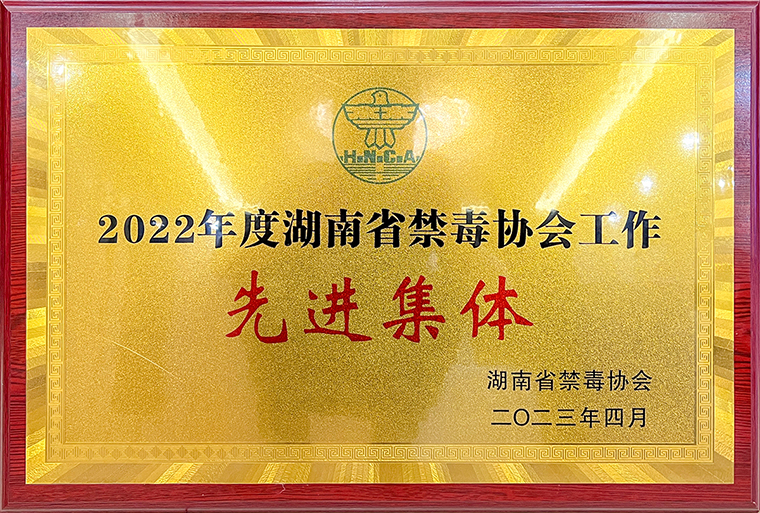 H.N.C.A
2022年度湖南省禁毒协会工作
先进集体
湖南省禁毒协会
二〇二三年四月